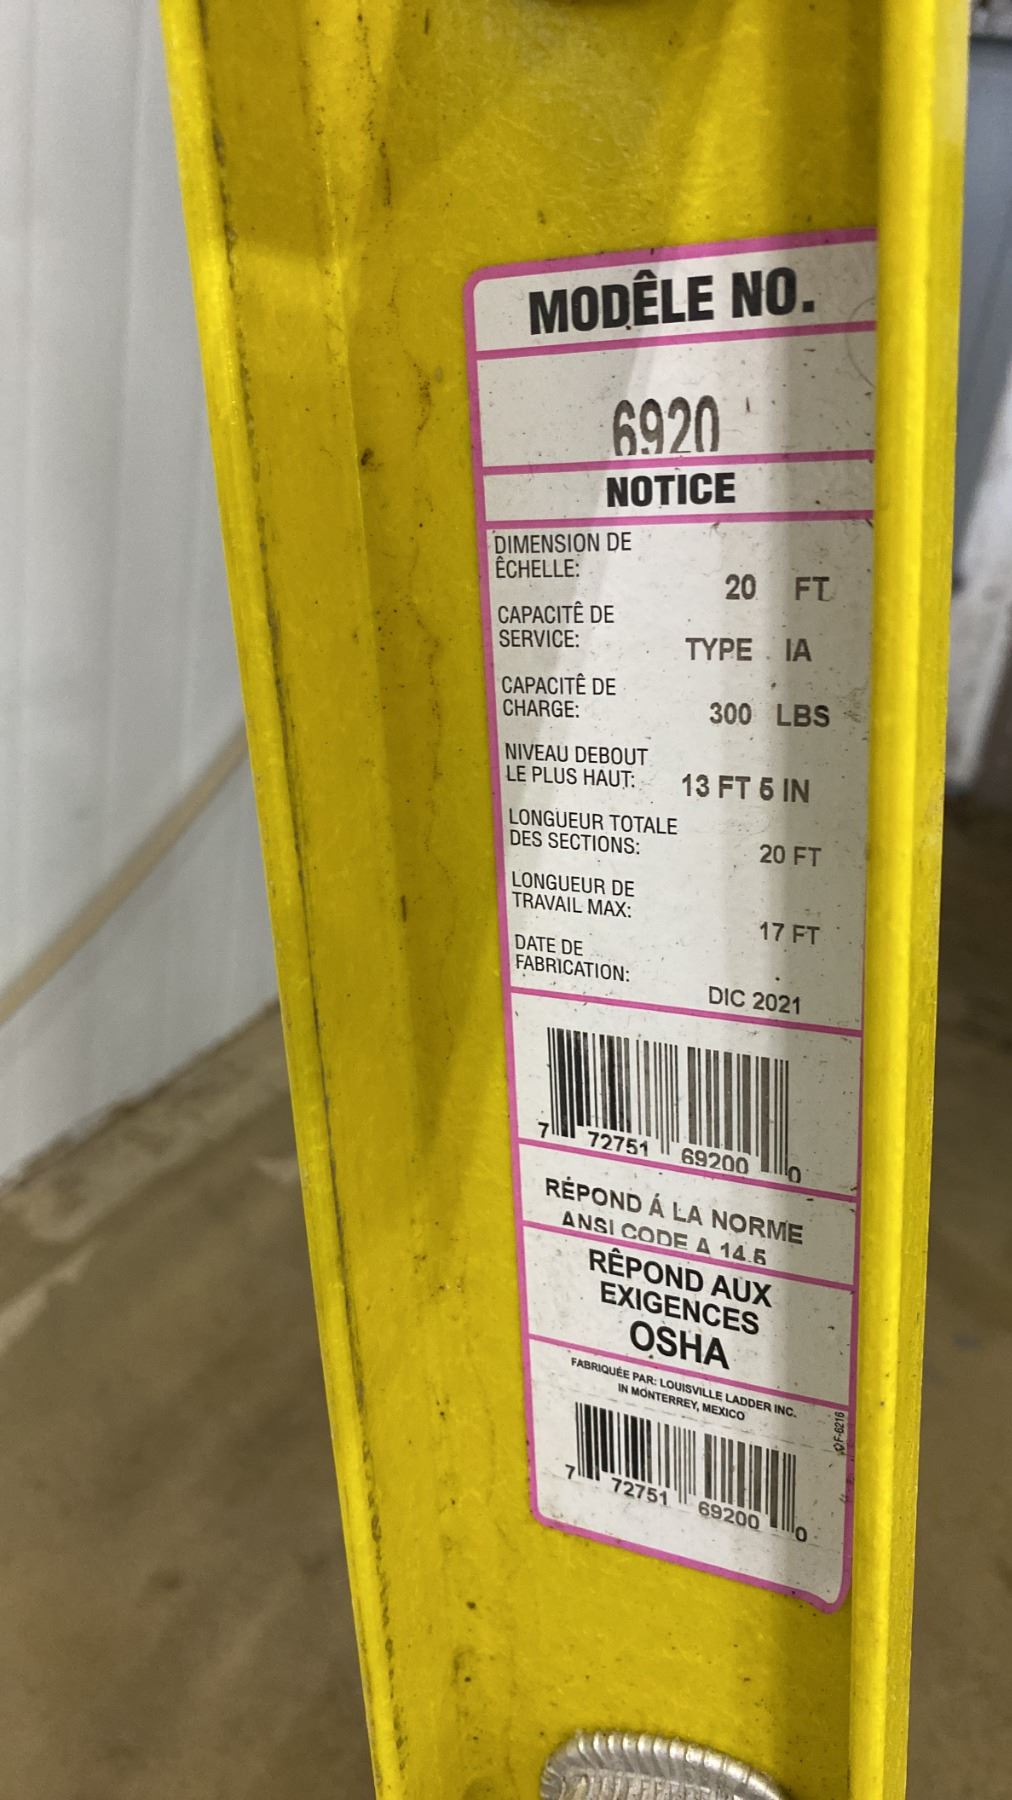 MODÊLE NO.
6920
NOTICE
DIMENSION DE
ÊCHELLE:
20 FT
CAPACITÊ DE
SERVICE:
TYPE IA
CAPACITÊ DE
CHARGE:
300 LBS
NIVEAU DEBOUT
LE PLUS HAUT:
13 FT 5 IN
LONGUEUR TOTALE
DES SECTIONS:
20 FT
LONGUEUR DE
TRAVAIL MAX:
17 FT
DATE DE
FABRICATION:
DIC 2021
7 72751 69200 0
RÉPOND Á LA NORME
ANSI CODE A 14.5
RÊPOND AUX
EXIGENCES
OSHA
FABRIQUÉE PAR: LOUISVILLE LADDER INC.
IN MONTERREY, MEXICO
7 72751 69200 0